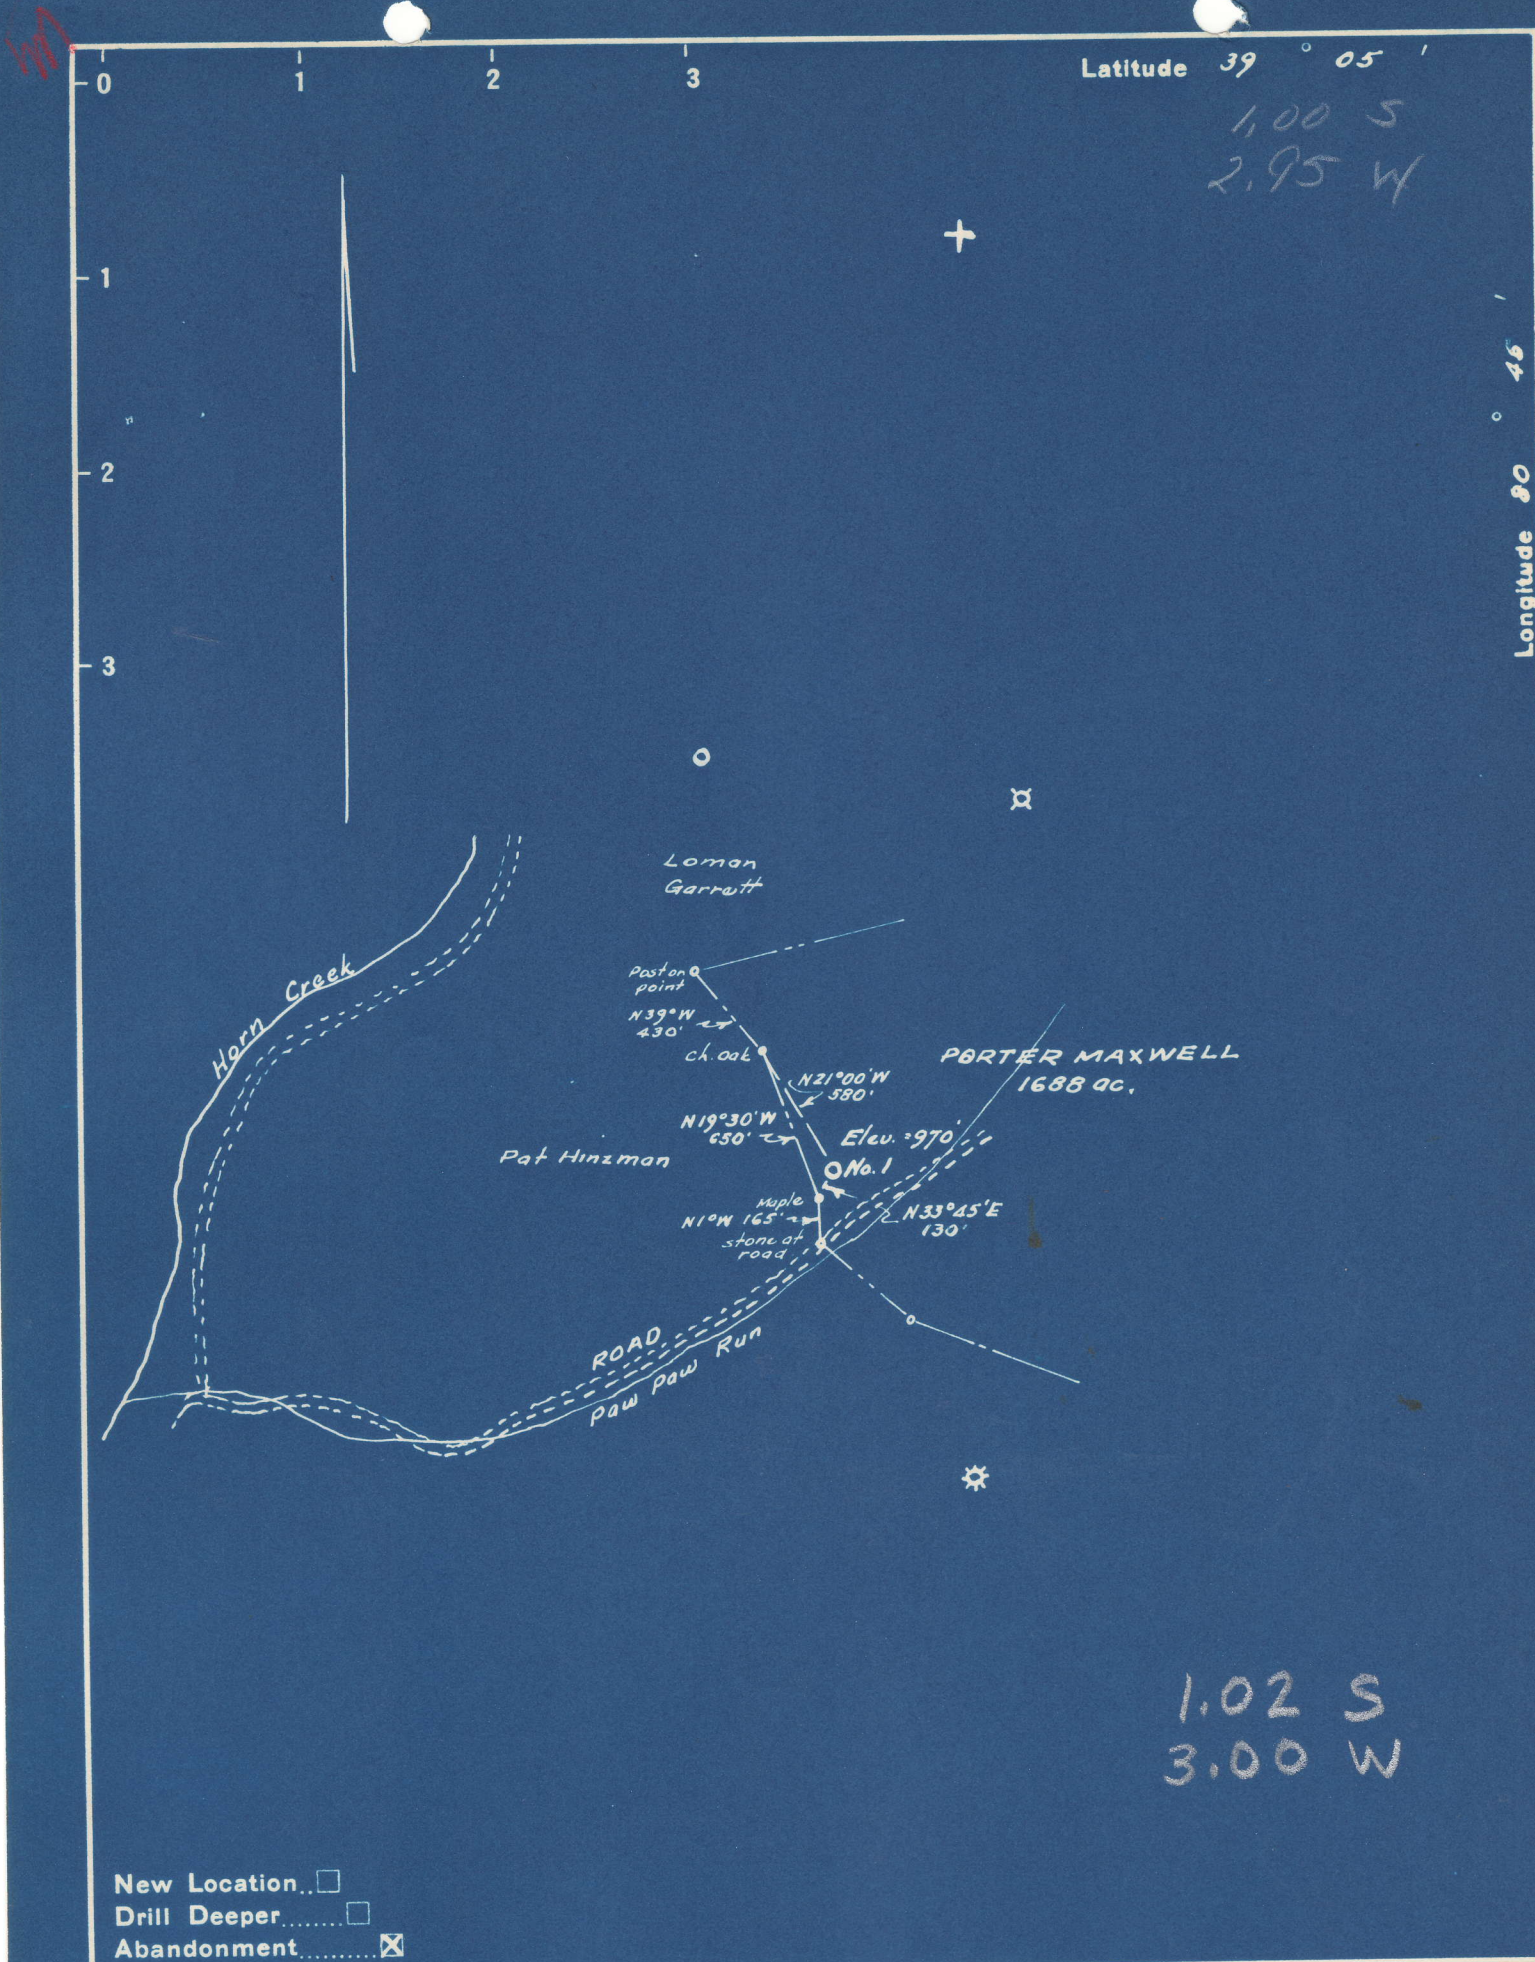 0 1 2 3
Latitude 39 ° 05 '
0
1.00 S
2.95 W
1
2
3
Longitude 80 ° 46 '
Loman
Garrett
Post on
point
N39°W
430'
Ch. oak
Horn Creek
PORTER MAXWELL
1688 ac.
N21°00'W
580'
N19°30'W
650'
Elev. = 970'
Pat Hinzman
No. 1
Maple
N1°W 165'
N33°45'E
130'
stone at
road
ROAD
Paw Paw Run
1.02 S
3.00 W
New Location..☐
Drill Deeper.......☐
Abandonment..........☒